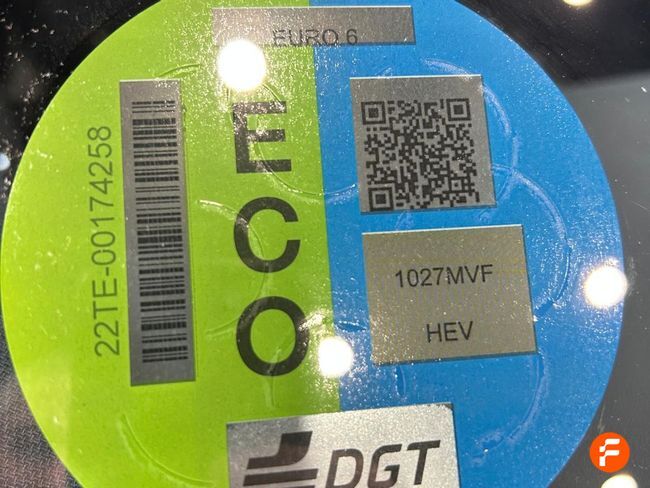 EURO 6
22TE-00174258
ECO
1027MVF
HEV
DGT
F